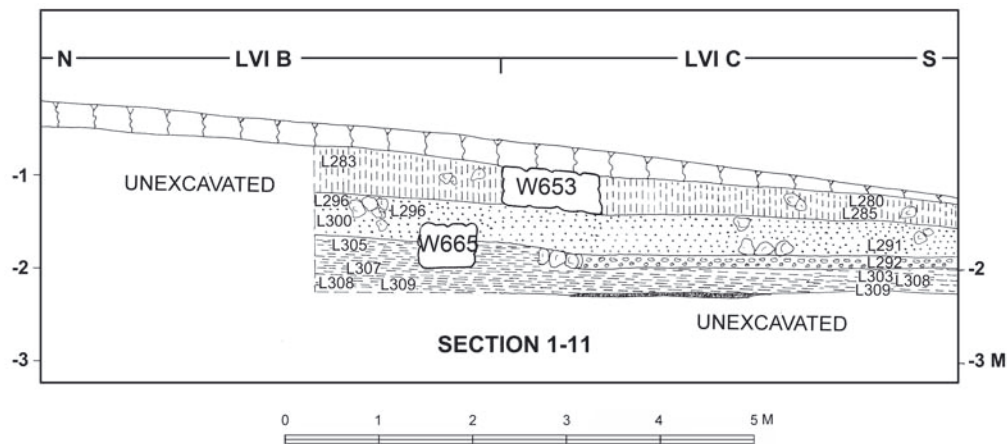 N LVI B LVI C S
L283
-1 UNEXCAVATED W653 L280
L296 L296 L285
L300
L305 W665 L291
-2 L307 L292 -2
L308 L309 L303 L308
L309
UNEXCAVATED
SECTION 1-11
-3 -3 M
0 1 2 3 4 5 M